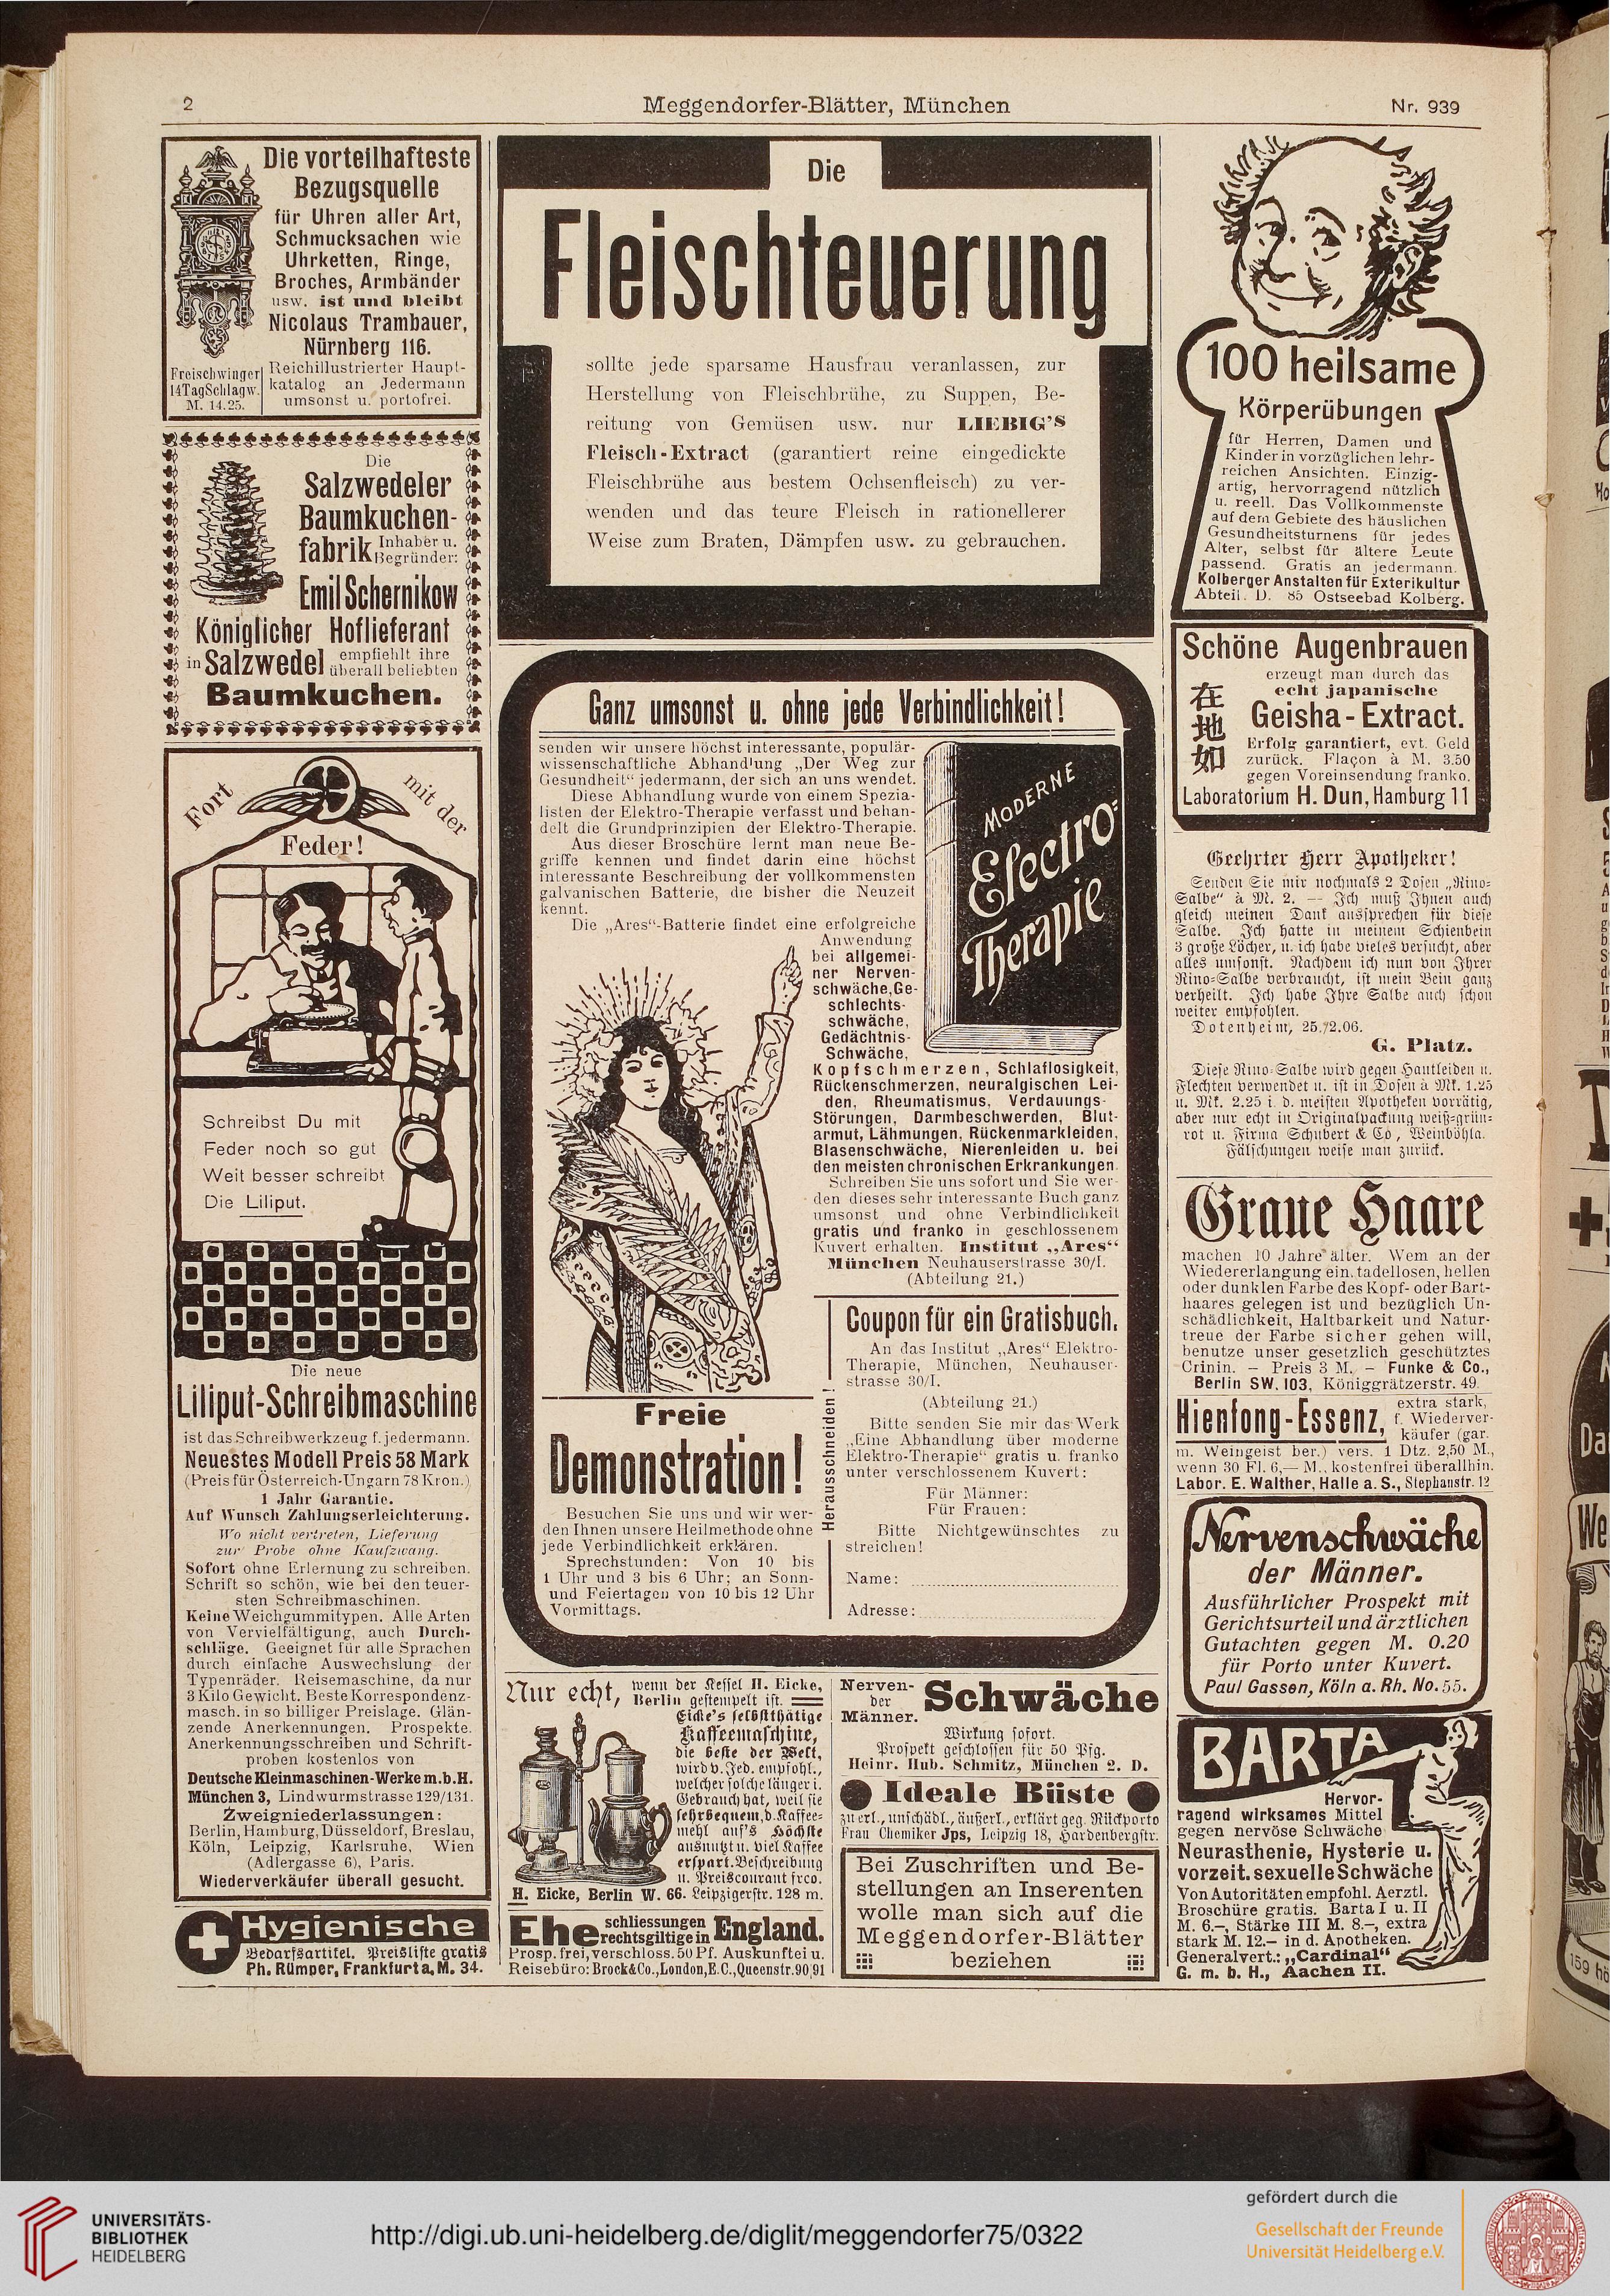 2
Meggendorfer-Blätter, München
Nr. 939
Die vorteilhafteste
Bezugsquelle
für Uhren aller Art,
Schmucksachen wie
Uhrketten, Ringe,
Broches, Armbänder
usw. ist und bleibt
Nicolaus Trambauer,
Nürnberg 116.
Freischwinger
14TagSchlagw.
M. 14.25.
Reichillustrierter Haupt-
katalog an Jedermann
umsonst u. portofrei.
Die
Salzwedeler
Baumkuchen-
fabrik Inhaber u.
Begründer:
Emil Schernikow
Königlicher Hoflieferant
in Salzwedel empfiehlt ihre
überall beliebten
Baumkuchen.
Fort mit der
Feder!
Schreibst Du mit
Feder noch so gut
Weit besser schreibt
Die Liliput.
Die neue
Liliput-Schreibmaschine
ist das Schreibwerkzeug f. jedermann.
Neuestes Modell Preis 58 Mark
(Preis für Österreich-Ungarn 78 Kron.)
1 Jahr Garantie.
Auf Wunsch Zahlungserleichterung.
Wo nicht vertreten, Lieferung
zur Probe ohne Kaufzwang.
Sofort ohne Erlernung zu schreiben.
Schrift so schön, wie bei den teuer-
sten Schreibmaschinen.
Keine Weichgummitypen. Alle Arten
von Vervielfältigung, auch Durch-
schläge. Geeignet für alle Sprachen
durch einfache Auswechslung der
Typenräder. Reisemaschine, da nur
3 Kilo Gewicht. Beste Korrespondenz-
masch. in so billiger Preislage. Glän-
zende Anerkennungen. Prospekte.
Anerkennungsschreiben und Schrift-
proben kostenlos von
Deutsche Kleinmaschinen-Werke m.b.H.
München 3, Lindwurmstrasse 129/131.
Zweigniederlassungen:
Berlin, Hamburg, Düsseldorf, Breslau,
Köln, Leipzig, Karlsruhe, Wien
(Adlergasse 6), Paris.
Wiederverkäufer überall gesucht.
Hygienische
Bedarfsartikel. Preisliste gratis
Ph. Rümper, Frankfurt a. M. 34.
Die
Fleischteuerung
sollte jede sparsame Hausfrau veranlassen, zur
Herstellung von Fleischbrühe, zu Suppen, Be-
reitung von Gemüsen usw. nur LIEBIG'S
Fleisch-Extract (garantiert reine eingedickte
Fleischbrühe aus bestem Ochsenfleisch) zu ver-
wenden und das teure Fleisch in rationellerer
Weise zum Braten, Dämpfen usw. zu gebrauchen.
Ganz umsonst u. ohne jede Verbindlichkeit!
senden wir unsere höchst interessante, populär-
wissenschaftliche Abhandlung „Der Weg zur
Gesundheit“ jedermann, der sich an uns wendet.
Diese Abhandlung wurde von einem Spezia-
listen der Elektro-Therapie verfasst und behan-
delt die Grundprinzipien der Elektro-Therapie.
Aus dieser Broschüre lernt man neue Be-
griffe kennen und findet darin eine höchst
interessante Beschreibung der vollkommensten
galvanischen Batterie, die bisher die Neuzeit
kennt.
Die „Ares“-Batterie findet eine erfolgreiche
Anwendung
bei allgemei-
ner Nerven-
schwäche, Ge-
schlechts-
schwäche,
Gedächtnis-
Schwäche,
Kopfschmerzen, Schlaflosigkeit,
Rückenschmerzen, neuralgischen Lei-
den, Rheumatismus, Verdauungs-
Störungen, Darmbeschwerden, Blut-
armut, Lähmungen, Rückenmarkleiden,
Blasenschwäche, Nierenleiden u. bei
den meisten chronischen Erkrankungen.
Schreiben Sie uns sofort und Sie wer-
den dieses sehr interessante Buch ganz
umsonst und ohne Verbindlichkeit
gratis und franko in geschlossenem
Kuvert erhalten. Institut „Ares“
München Neuhauserstrasse 30/I.
(Abteilung 21.)
MODERNE
Electro-
Therapie
Freie
Demonstration!
Besuchen Sie uns und wir wer-
den Ihnen unsere Heilmethode ohne
jede Verbindlichkeit erklären.
Sprechstunden: Von 10 bis
1 Uhr und 3 bis 6 Uhr; an Sonn-
und Feiertagen von 10 bis 12 Uhr
Vormittags.
Herausschneiden!
Coupon für ein Gratisbuch.
An das Institut „Ares“ Elektro-
Therapie, München, Neuhauser-
strasse 30/I.
(Abteilung 21.)
Bitte senden Sie mir das Werk
„Eine Abhandlung über moderne
Elektro-Therapie“ gratis u. franko
unter verschlossenem Kuvert:
Für Männer:
Für Frauen:
Bitte Nichtgewünschtes zu
streichen!
Name:
Adresse:
Nur echt, wenn der Kessel H. Eicke,
Berlin gestempelt ist.
Eicke's selbstthätige
Kaffeemaschine,
die beste der Welt,
wird v. Jed. empfohl.,
welcher solche länger i.
Gebrauch hat, weil sie
sehr bequem, d. Kaffee-
mehl auf's Höchste
ausnutzt u. viel Kaffee
erspart. Beschreibung
u. Preiscourant frco.
H. Eicke, Berlin W. 66. Leipzigerstr. 128 m.
Ehe schliessungen
rechtsgiltige in England.
Prosp. frei, verschloss. 50 Pf. Auskunftei u.
Reisebüro: Brock&Co., London, E.C., Queenstr. 90/91
Nerven-
der
Männer. Schwäche
Wirkung sofort.
Prospekt geschlossen für 50 Pfg.
Heinr. Hub. Schmitz, München 2. D.
Ideale Büste
zu erl., unschädl., äußerl., erklärt geg. Rückporto
Frau Chemiker Jps, Leipzig 18, Hardenbergstr.
Bei Zuschriften und Be-
stellungen an Inserenten
wolle man sich auf die
Meggendorfer-Blätter
beziehen
100 heilsame
Körperübungen
für Herren, Damen und
Kinder in vorzüglichen lehr-
reichen Ansichten. Einzig-
artig, hervorragend nützlich
u. reell. Das Vollkommenste
auf dem Gebiete des häuslichen
Gesundheitsturnens für jedes
Alter, selbst für ältere Leute
passend. Gratis an jedermann.
Kolberger Anstalten für Exterikultur
Abteil. D. 85 Ostseebad Kolberg.
Schöne Augenbrauen
erzeugt man durch das
echt japanische
Geisha-Extract.
Erfolg garantiert, evt. Geld
zurück. Flaçon à M. 3.50
gegen Voreinsendung franko.
Laboratorium H. Dun, Hamburg 11
在
地
如
Geehrter Herr Apotheker!
Senden Sie mir nochmals 2 Dosen „Rino-
Salbe“ à M. 2. — Ich muß Ihnen auch
gleich meinen Dank aussprechen für diese
Salbe. Ich hatte in meinem Schienbein
3 große Löcher, u. ich habe vieles versucht, aber
alles umsonst. Nachdem ich nun von Ihrer
Rino-Salbe verbraucht, ist mein Bein ganz
verheilt. Ich habe Ihre Salbe auch schon
weiter empfohlen.
Dotenheim, 25./2.06.
G. Platz.
Diese Rino-Salbe wird gegen Hautleiden u.
Flechten verwendet u. ist in Dosen à Mk. 1.25
u. Mk. 2.25 i. d. meisten Apotheken vorrätig,
aber nur echt in Originalpackung weiß-grün-
rot u. Firma Schubert & Co, Weinböhla.
Fälschungen weise man zurück.
Graue Haare
machen 10 Jahre älter. Wem an der
Wiedererlangung ein. tadellosen, hellen
oder dunklen Farbe des Kopf- oder Bart-
haares gelegen ist und bezüglich Un-
schädlichkeit, Haltbarkeit und Natur-
treue der Farbe sicher gehen will,
benutze unser gesetzlich geschütztes
Crinin. – Preis 3 M. – Funke & Co.,
Berlin SW. 103, Königgrätzerstr. 49.
Hienfong-Essenz, extra stark,
f. Wiederver-
käufer (gar.
m. Weingeist ber.) vers. 1 Dtz. 2,50 M.,
wenn 30 Fl. 6,— M., kostenfrei überallhin.
Labor. E. Walther, Halle a. S., Stephanstr. 12
Nervenschwäche
der Männer.
Ausführlicher Prospekt mit
Gerichtsurteil und ärztlichen
Gutachten gegen M. 0.20
für Porto unter Kuvert.
Paul Gassen, Köln a. Rh. No. 55.
BARTA
Hervor-
ragend wirksames Mittel
gegen nervöse Schwäche
Neurasthenie, Hysterie u.
vorzeit. sexuelle Schwäche
Von Autoritäten empfohl. Aerztl.
Broschüre gratis. Barta I u. II
M. 6.–, Stärke III M. 8.–, extra
stark M. 12.– in d. Apotheken.
Generalvert.: „Cardinal“
G. m. b. H., Aachen II.
UNIVERSITÄTS-
BIBLIOTHEK
HEIDELBERG
http://digi.ub.uni-heidelberg.de/diglit/meggendorfer75/0322
gefördert durch die
Gesellschaft der Freunde
Universität Heidelberg e.V.